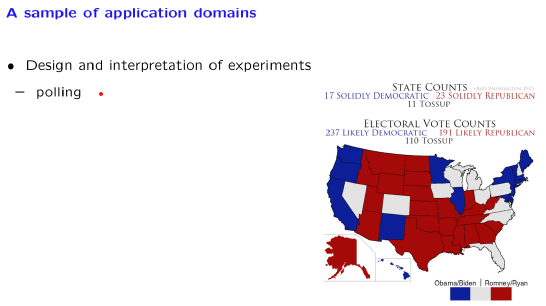 A sample of application domains
• Design and interpretation of experiments
– polling
STATE COUNTS (AND WASHINGTON, D.C.)
17 SOLIDLY DEMOCRATIC 23 SOLIDLY REPUBLICAN
11 TOSSUP
ELECTORAL VOTE COUNTS
237 LIKELY DEMOCRATIC 191 LIKELY REPUBLICAN
110 TOSSUP
Obama/Biden | Romney/Ryan